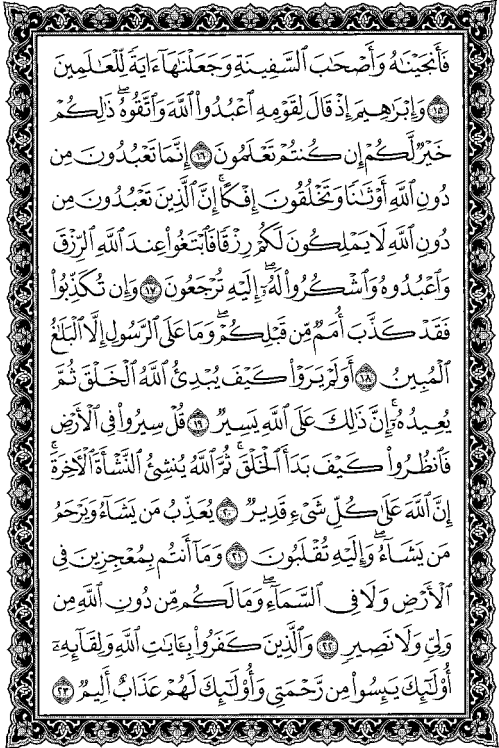 فَأَنجَيْنَٰهُ وَأَصْحَٰبَ ٱلسَّفِينَةِ وَجَعَلْنَٰهَآ ءَايَةً لِّلْعَٰلَمِينَ
١٥ وَإِبْرَٰهِيمَ إِذْ قَالَ لِقَوْمِهِ ٱعْبُدُوا۟ ٱللَّهَ وَٱتَّقُوهُ ۖ ذَٰلِكُمْ
خَيْرٌ لَّكُمْ إِن كُنتُمْ تَعْلَمُونَ ١٦ إِنَّمَا تَعْبُدُونَ مِن
دُونِ ٱللَّهِ أَوْثَٰنًا وَتَخْلُقُونَ إِفْكًا ۚ إِنَّ ٱلَّذِينَ تَعْبُدُونَ مِن
دُونِ ٱللَّهِ لَا يَمْلِكُونَ لَكُمْ رِزْقًا فَٱبْتَغُوا۟ عِندَ ٱللَّهِ ٱلرِّزْقَ
وَٱعْبُدُوهُ وَٱشْكُرُوا۟ لَهُۥٓ ۖ إِلَيْهِ تُرْجَعُونَ ١٧ وَإِن تُكَذِّبُوا۟
فَقَدْ كَذَّبَ أُمَمٌ مِّن قَبْلِكُمْ ۖ وَمَا عَلَى ٱلرَّسُولِ إِلَّا ٱلْبَلَٰغُ
ٱلْمُبِينُ ١٨ أَوَلَمْ يَرَوْا۟ كَيْفَ يُبْدِئُ ٱللَّهُ ٱلْخَلْقَ ثُمَّ
يُعِيدُهُۥٓ ۚ إِنَّ ذَٰلِكَ عَلَى ٱللَّهِ يَسِيرٌ ١٩ قُلْ سِيرُوا۟ فِى ٱلْأَرْضِ
فَٱنظُرُوا۟ كَيْفَ بَدَأَ ٱلْخَلْقَ ۚ ثُمَّ ٱللَّهُ يُنشِئُ ٱلنَّشْأَةَ ٱلْءَاخِرَةَ ۚ
إِنَّ ٱللَّهَ عَلَىٰ كُلِّ شَىْءٍ قَدِيرٌ ٢٠ يُعَذِّبُ مَن يَشَآءُ وَيَرْحَمُ
مَن يَشَآءُ ۖ وَإِلَيْهِ تُقْلَبُونَ ٢١ وَمَآ أَنتُم بِمُعْجِزِينَ فِى
ٱلْأَرْضِ وَلَا فِى ٱلسَّمَآءِ ۖ وَمَا لَكُم مِّن دُونِ ٱللَّهِ مِن
وَلِىٍّ وَلَا نَصِيرٍ ٢٢ وَٱلَّذِينَ كَفَرُوا۟ بِـَٔايَٰتِ ٱللَّهِ وَلِقَآئِهِۦٓ
أُو۟لَٰٓئِكَ يَئِسُوا۟ مِن رَّحْمَتِى وَأُو۟لَٰٓئِكَ لَهُمْ عَذَابٌ أَلِيمٌ ٢٣